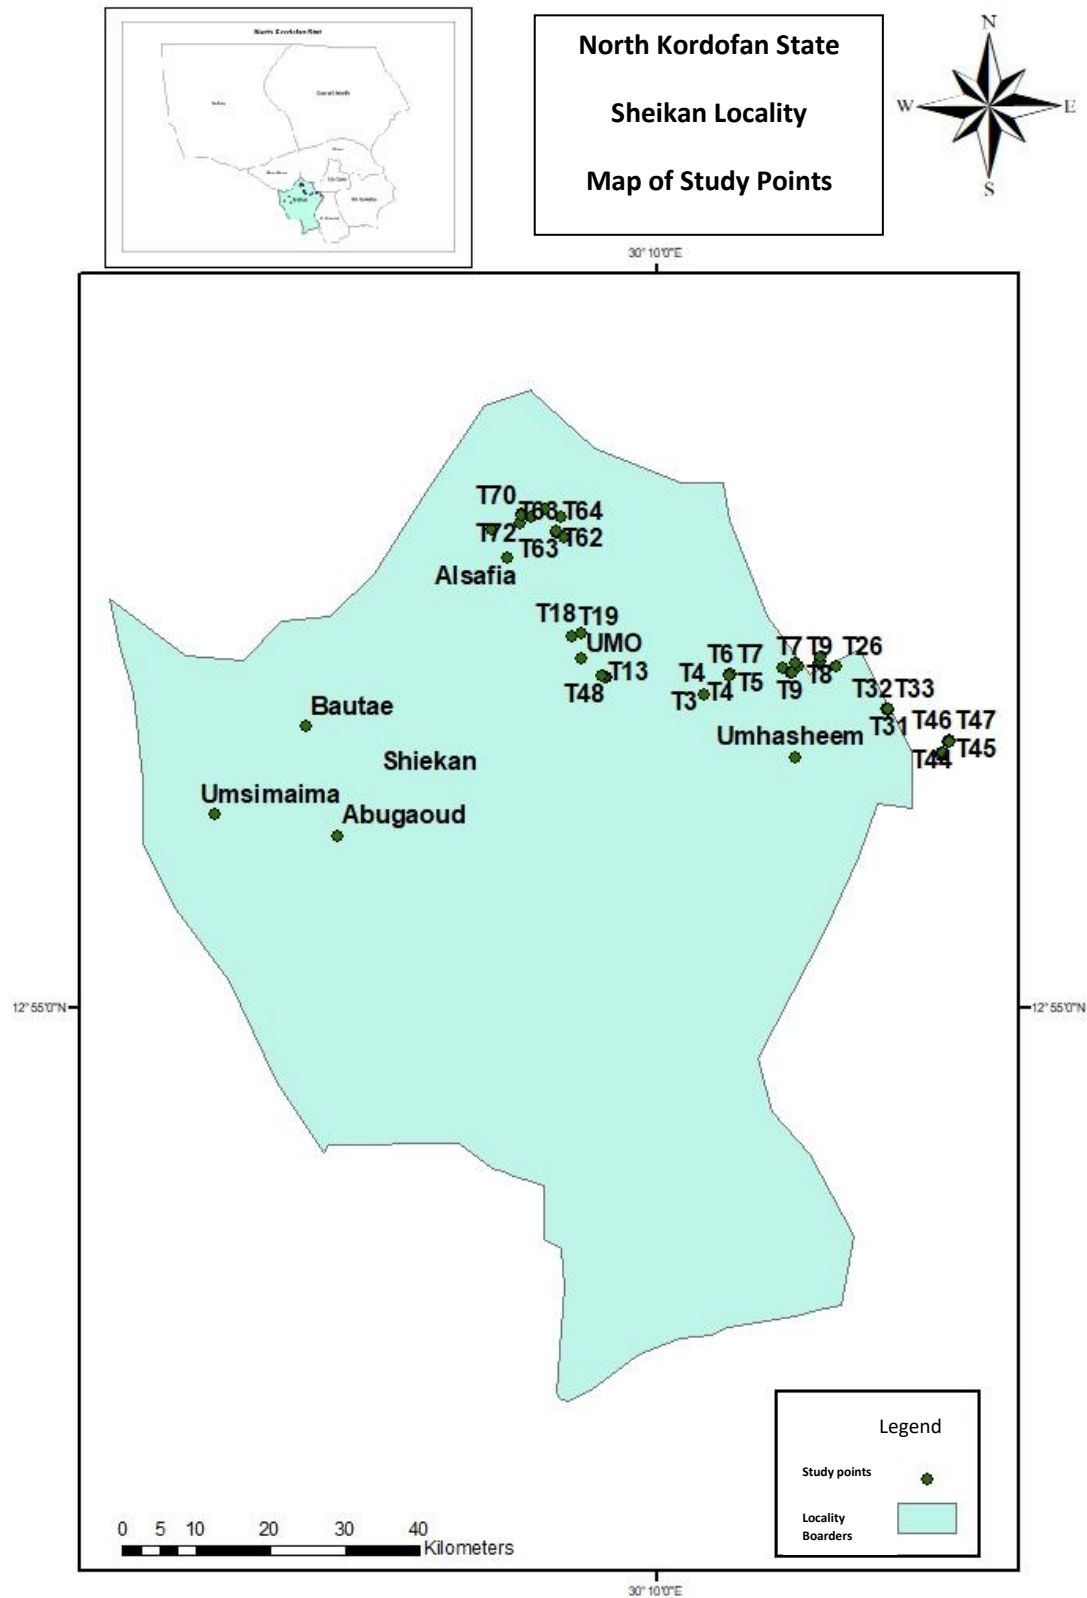 North Kordofan State
North Kordofan State
Sheikan Locality
Map of Study Points
N
W
E
S
30°10'0"E
T70
T64
T72
T63
T62
Alsafia
T18
T19
UMO
T13
T48
T6
T7
T7
T9
T26
T4
T5
T8
T3
T4
T9
T32
T33
T31
T46
T47
T45
T44
Umhasheem
Bautae
Shiekan
Umsimaima
Abugaoud
12°55'0"N
12°55'0"N
Legend
Study points
Locality
Boarders
0 5 10 20 30 40
Kilometers
30°10'0"E